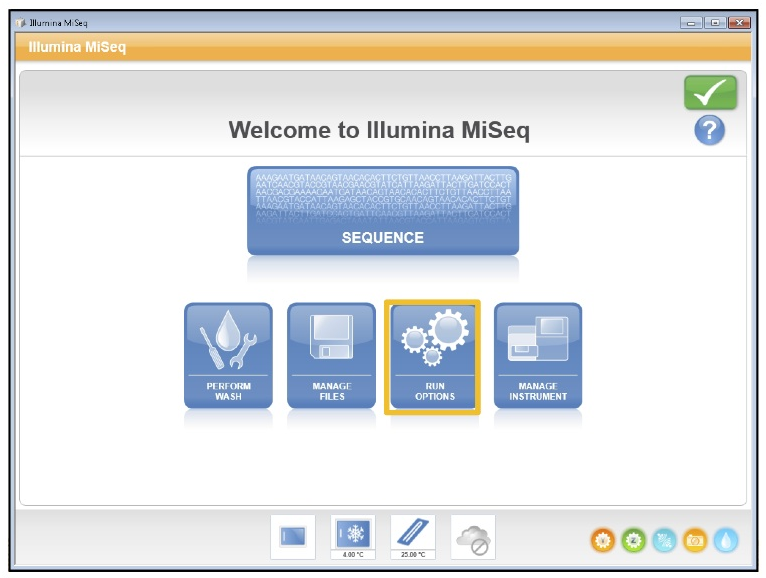 Illumina MiSeq
Illumina MiSeq
Welcome to Illumina MiSeq
?
SEQUENCE
PERFORM
WASH
MANAGE
FILES
RUN
OPTIONS
MANAGE
INSTRUMENT
4.00 °C
25.00 °C
X
Z